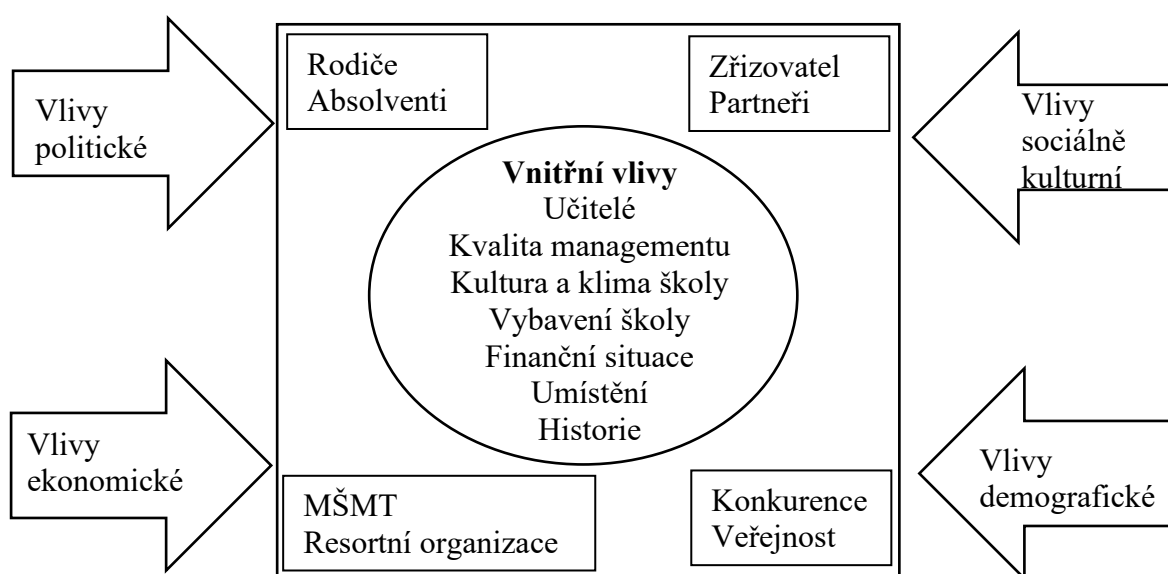 Vlivy
politické
Rodiče
Absolventi
Zřizovatel
Partneři
Vlivy
sociálně
kulturní
Vnitřní vlivy
Učitelé
Kvalita managementu
Kultura a klima školy
Vybavení školy
Finanční situace
Umístění
Historie
Vlivy
ekonomické
MŠMT
Resortní organizace
Konkurence
Veřejnost
Vlivy
demografické